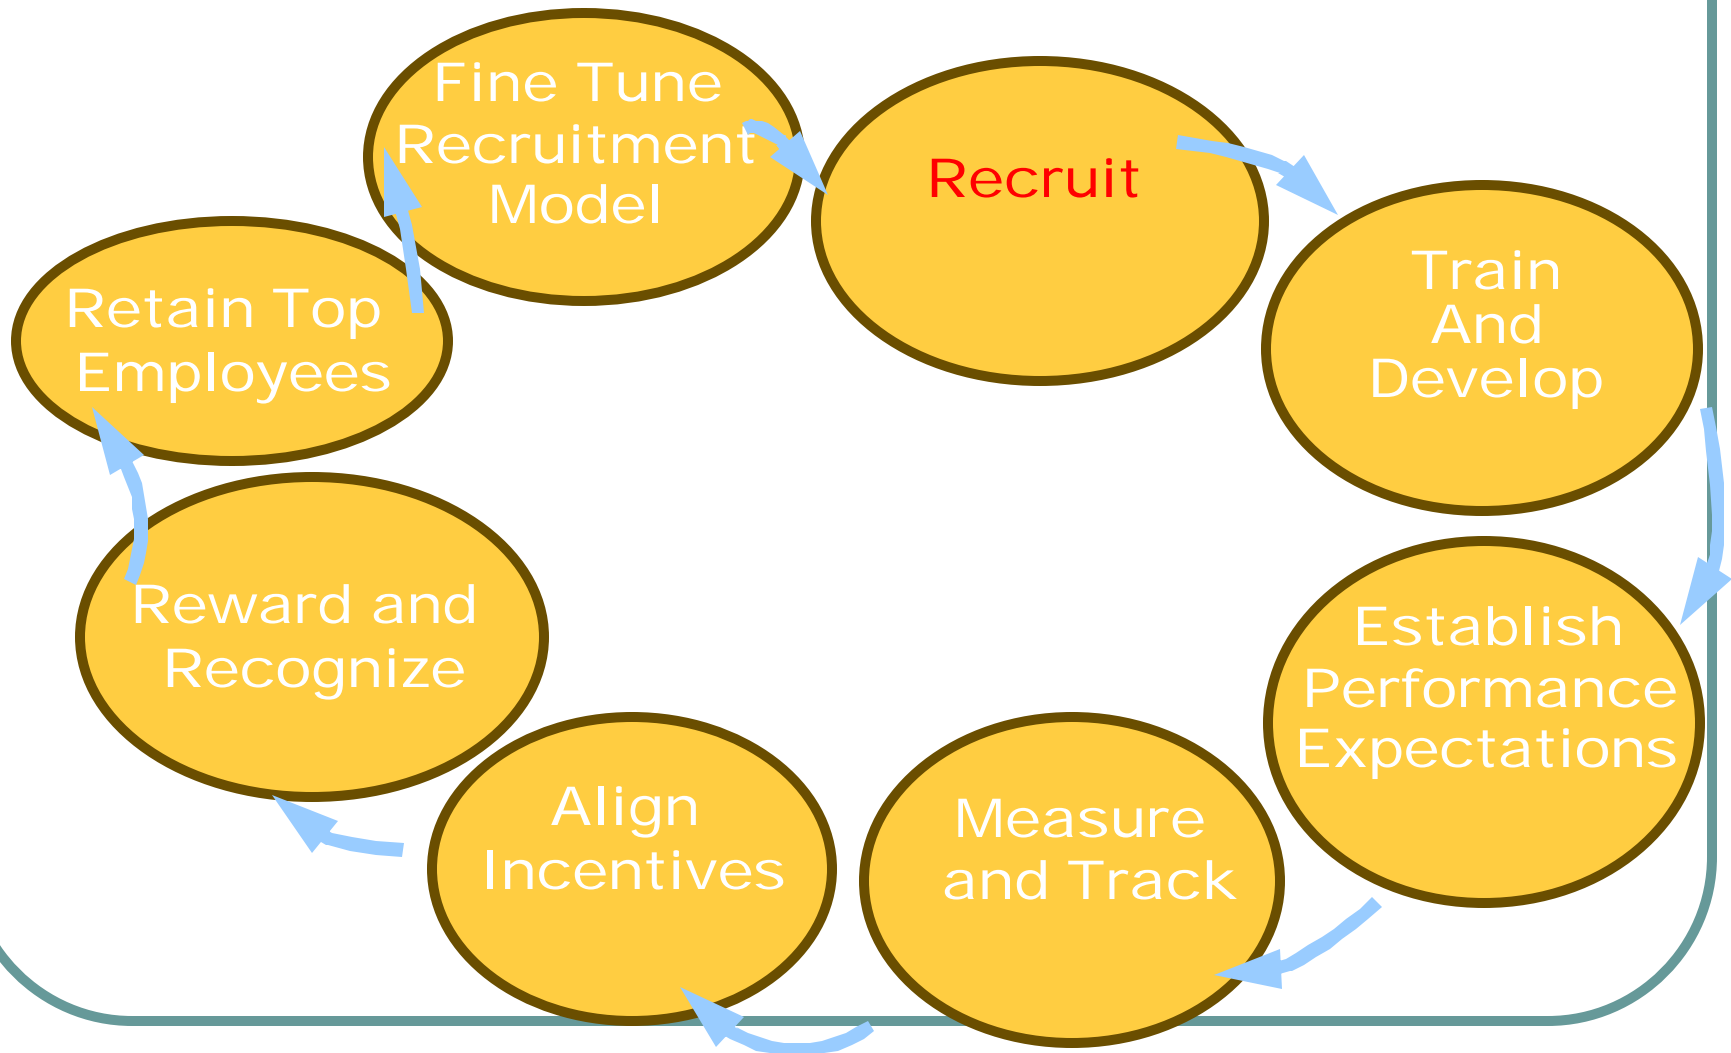 Fine Tune
Recruitment
Model
Recruit
Train
And
Develop
Establish
Performance
Expectations
Measure
and Track
Align
Incentives
Reward and
Recognize
Retain Top
Employees